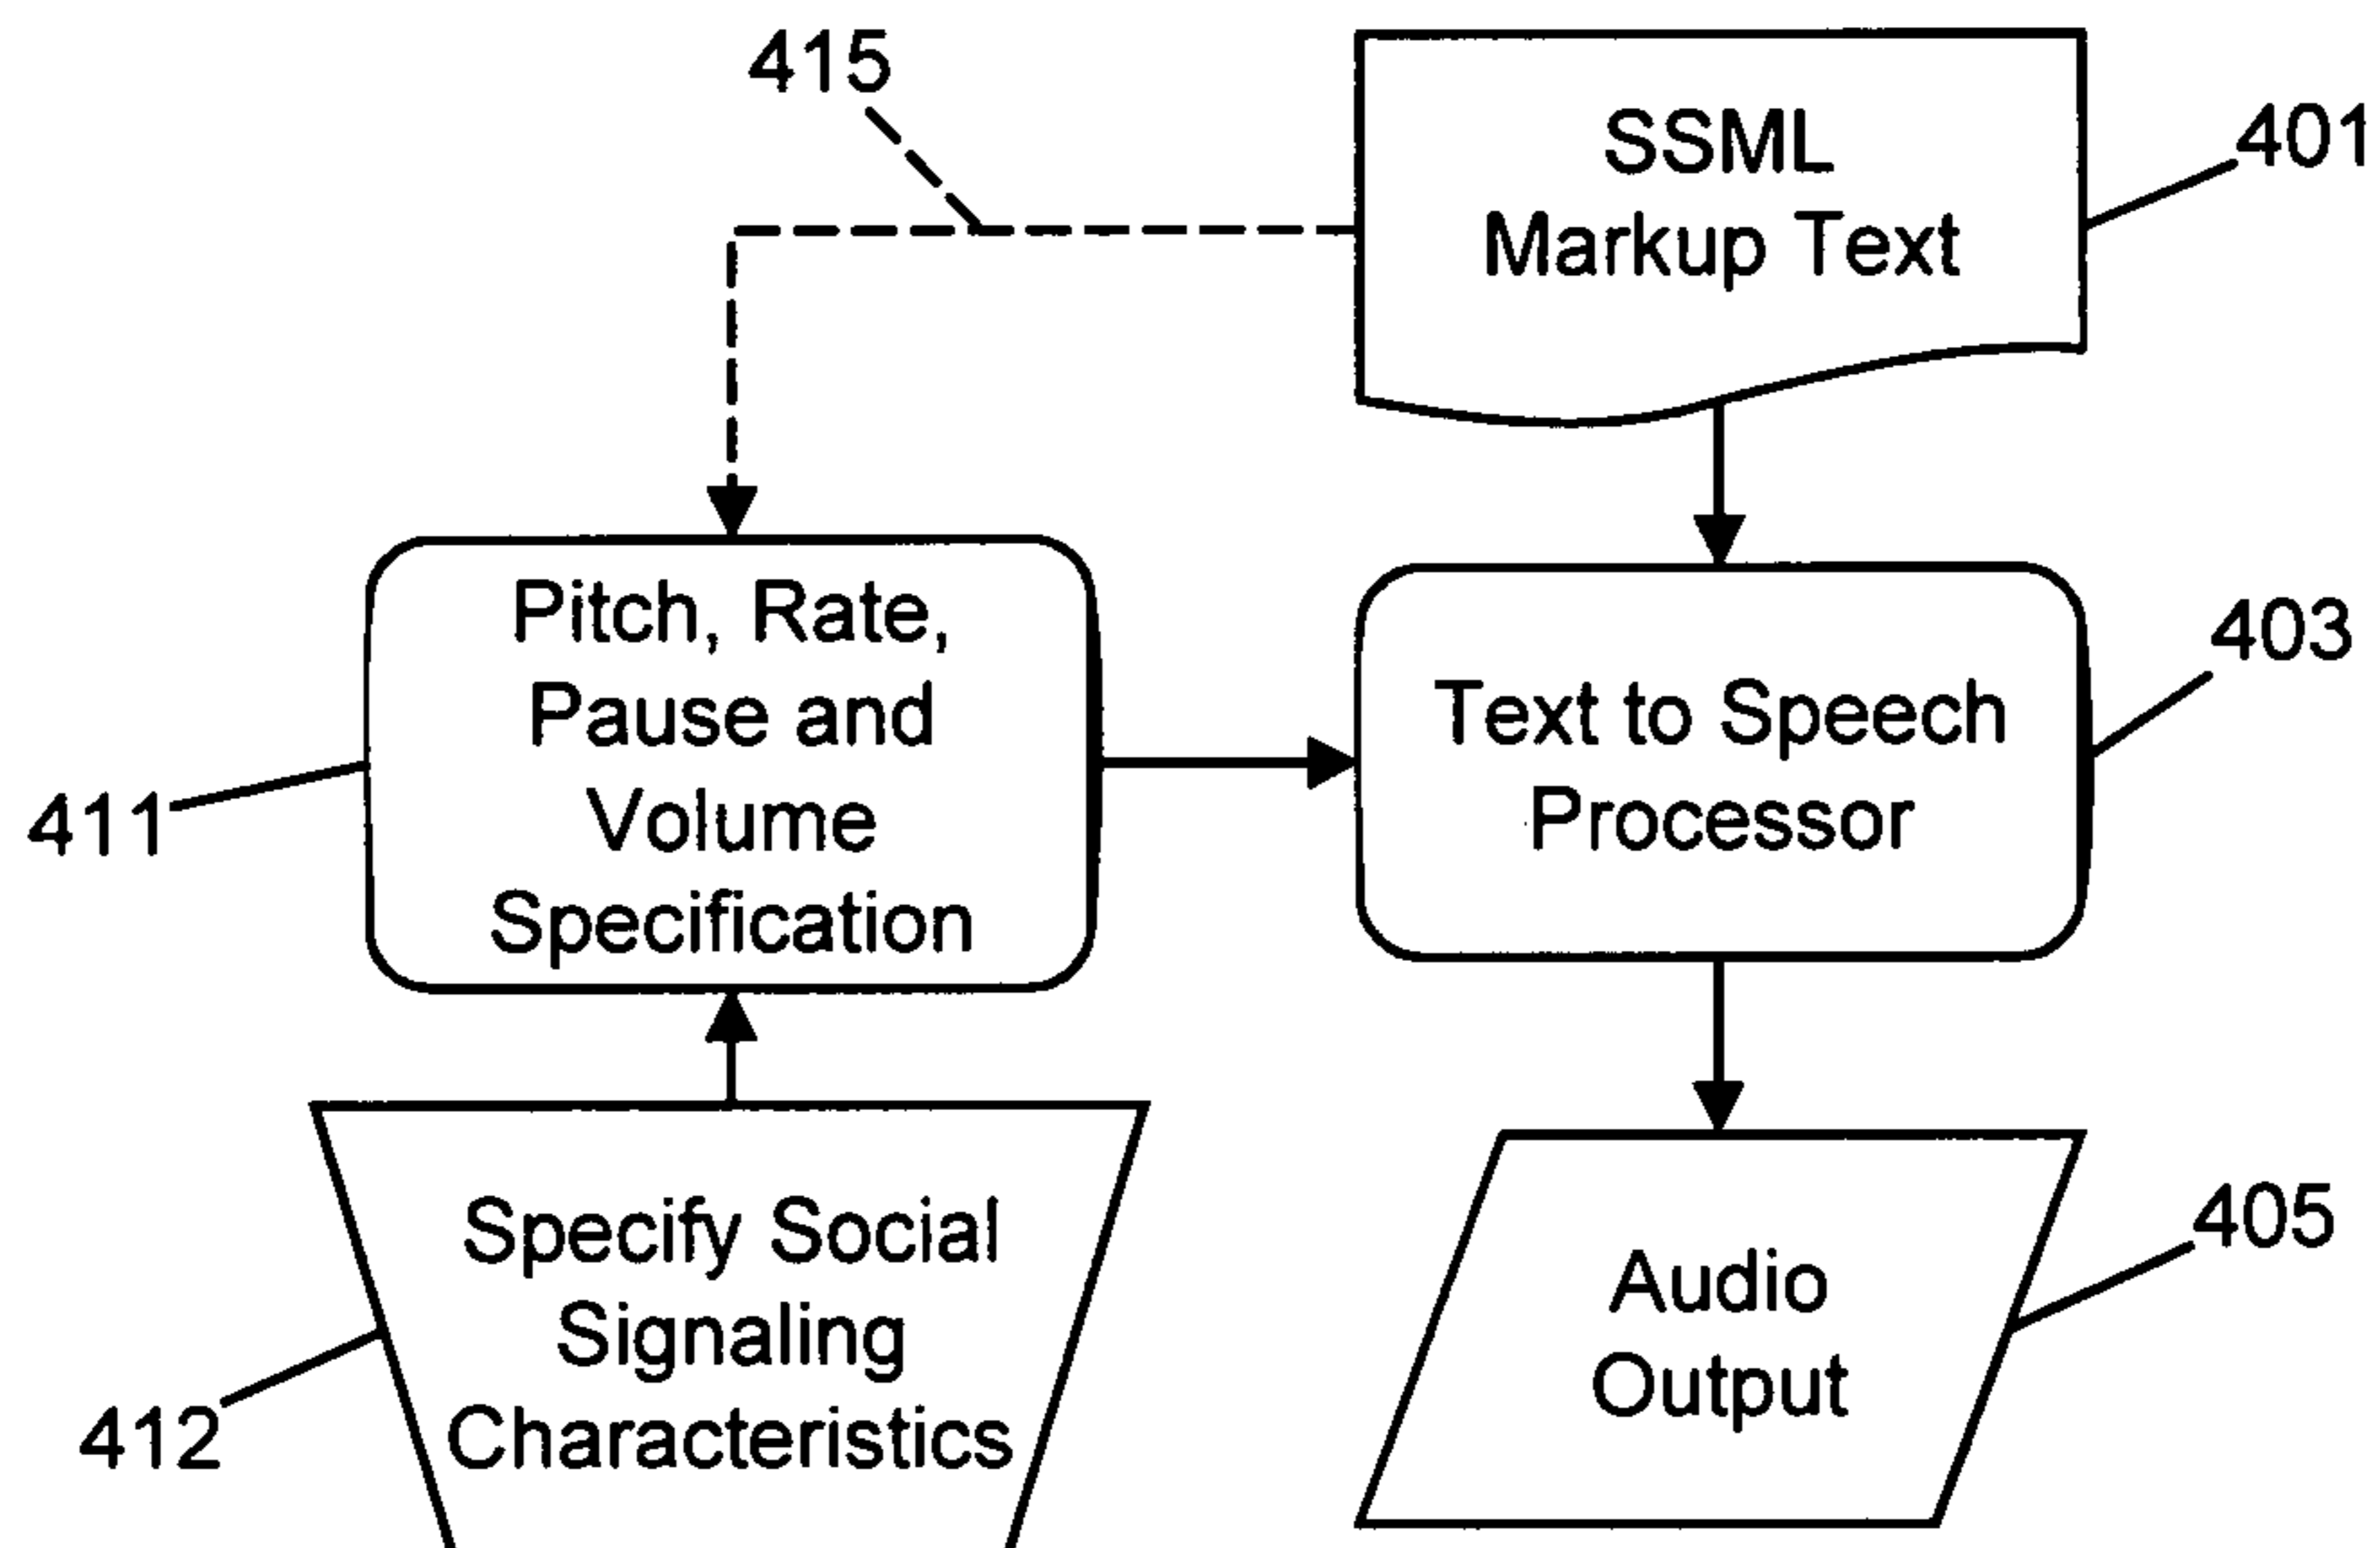 415
SSML
Markup Text
401
Pitch, Rate,
Pause and
Volume
Specification
411
Text to Speech
Processor
403
Specify Social
Signaling
Characteristics
412
Audio
Output
405